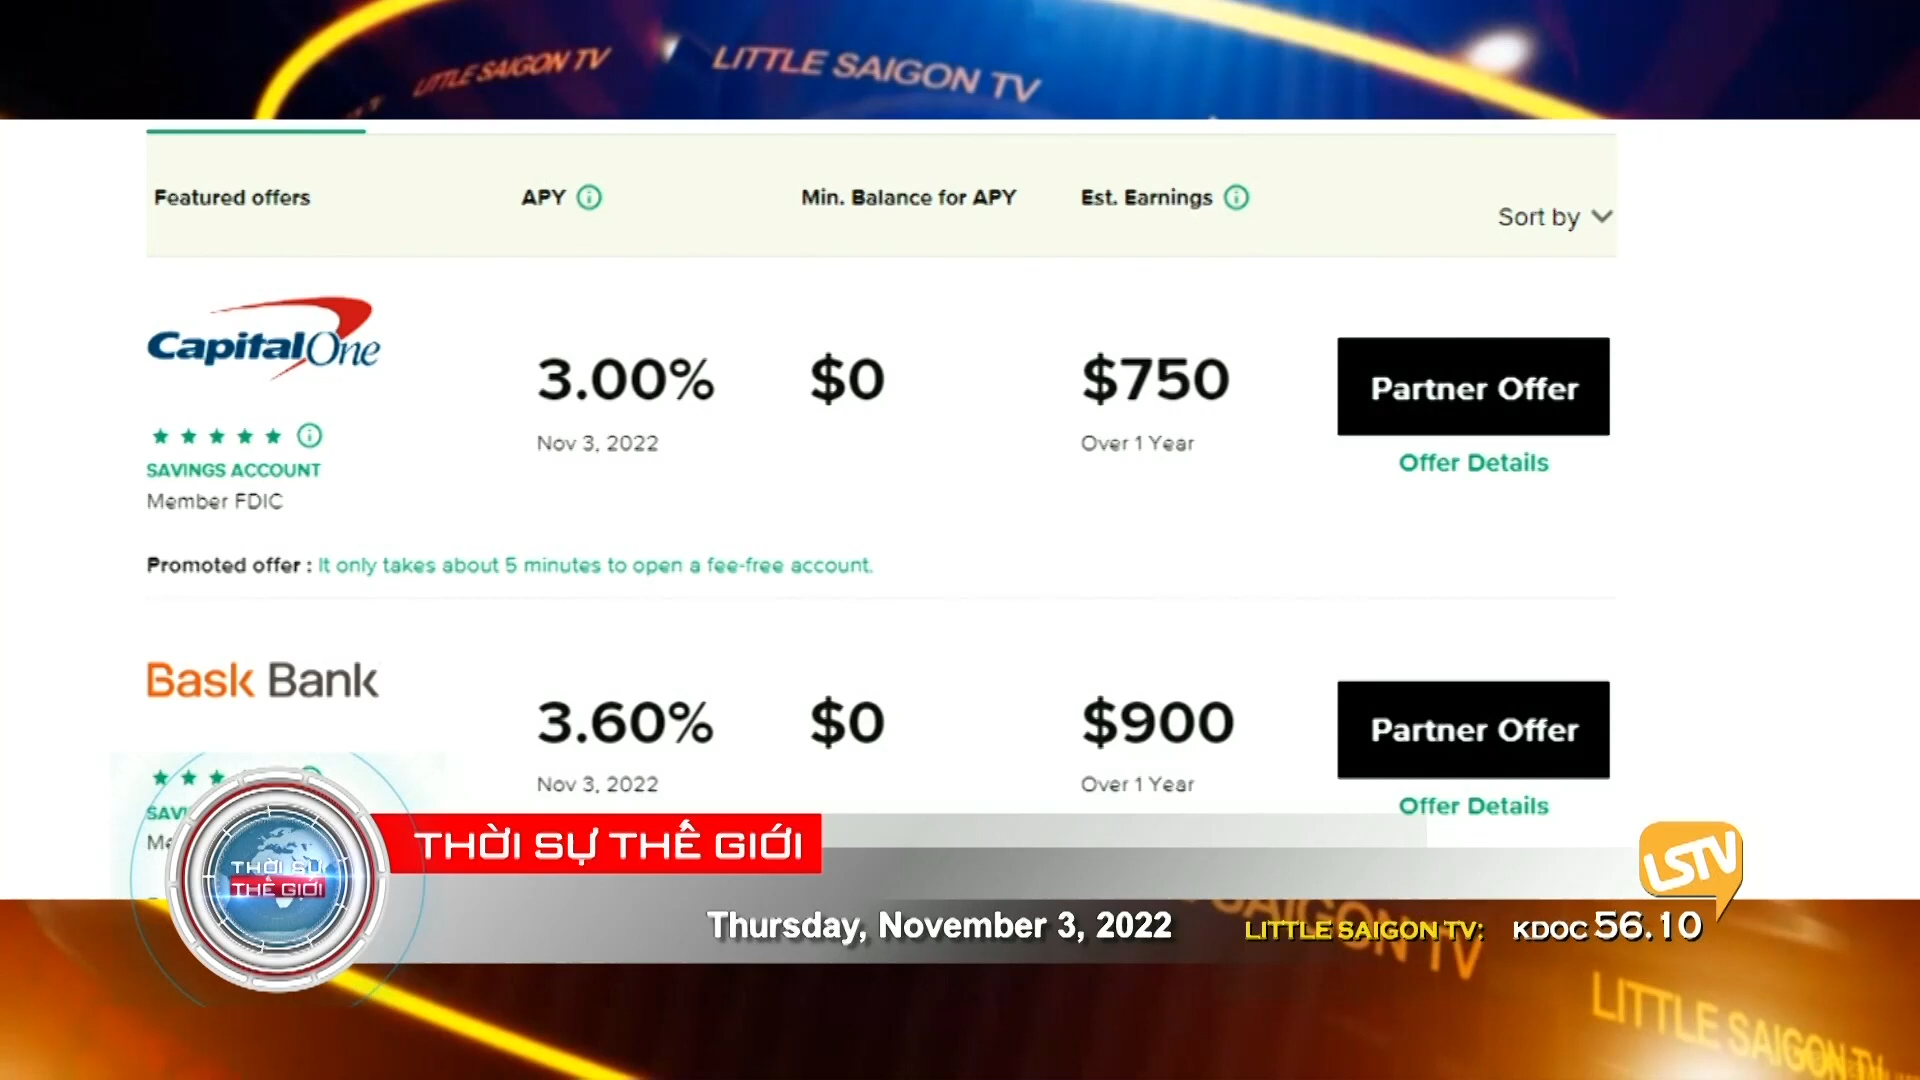 LITTLE SAIGON TV
LITTLE SAIGON TV
Featured offers
APY
Min. Balance for APY
Est. Earnings
Sort by
Capital One
3.00%
$0
$750
Partner Offer
Nov 3, 2022
Over 1 Year
Offer Details
SAVINGS ACCOUNT
Member FDIC
Promoted offer : It only takes about 5 minutes to open a fee-free account.
Bask Bank
3.60%
$0
$900
Partner Offer
Nov 3, 2022
Over 1 Year
Offer Details
THỜI SỰ THẾ GIỚI
THỜI SỰ
THẾ GIỚI
LSTV
Thursday, November 3, 2022
LITTLE SAIGON TV: KDOC 56.10
SAIGON TV
LITTLE SAIGON TV